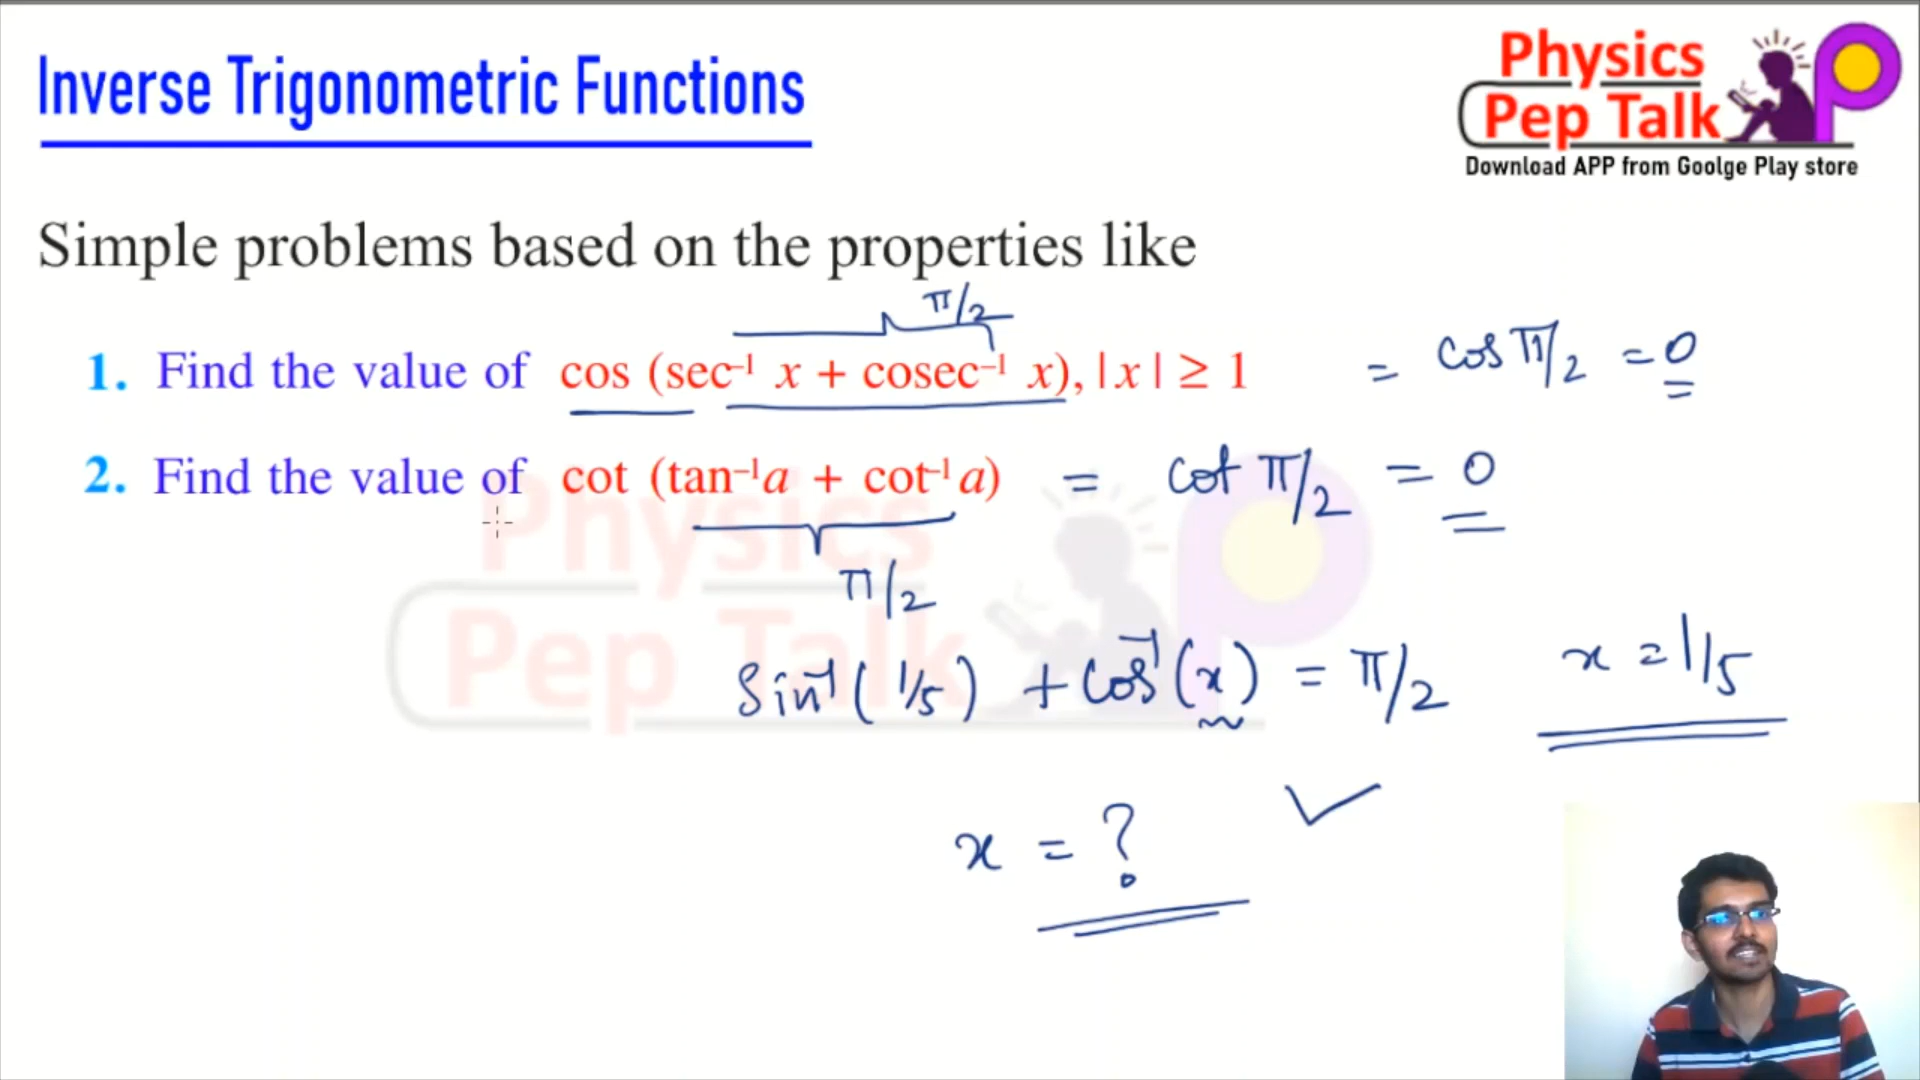 Inverse Trigonometric Functions
Physics
Pep Talk
Download APP from Goolge Play store
Simple problems based on the properties like
π/2
1. Find the value of cos (sec⁻¹ x + cosec⁻¹ x), |x| ≥ 1 = cos π/2 = 0
2. Find the value of cot (tan⁻¹a + cot⁻¹a) = cot π/2 = 0
π/2
Sin⁻¹(1/5) + Cos⁻¹(x) = π/2 x = 1/5
x = ?
Physics
Pep Talk